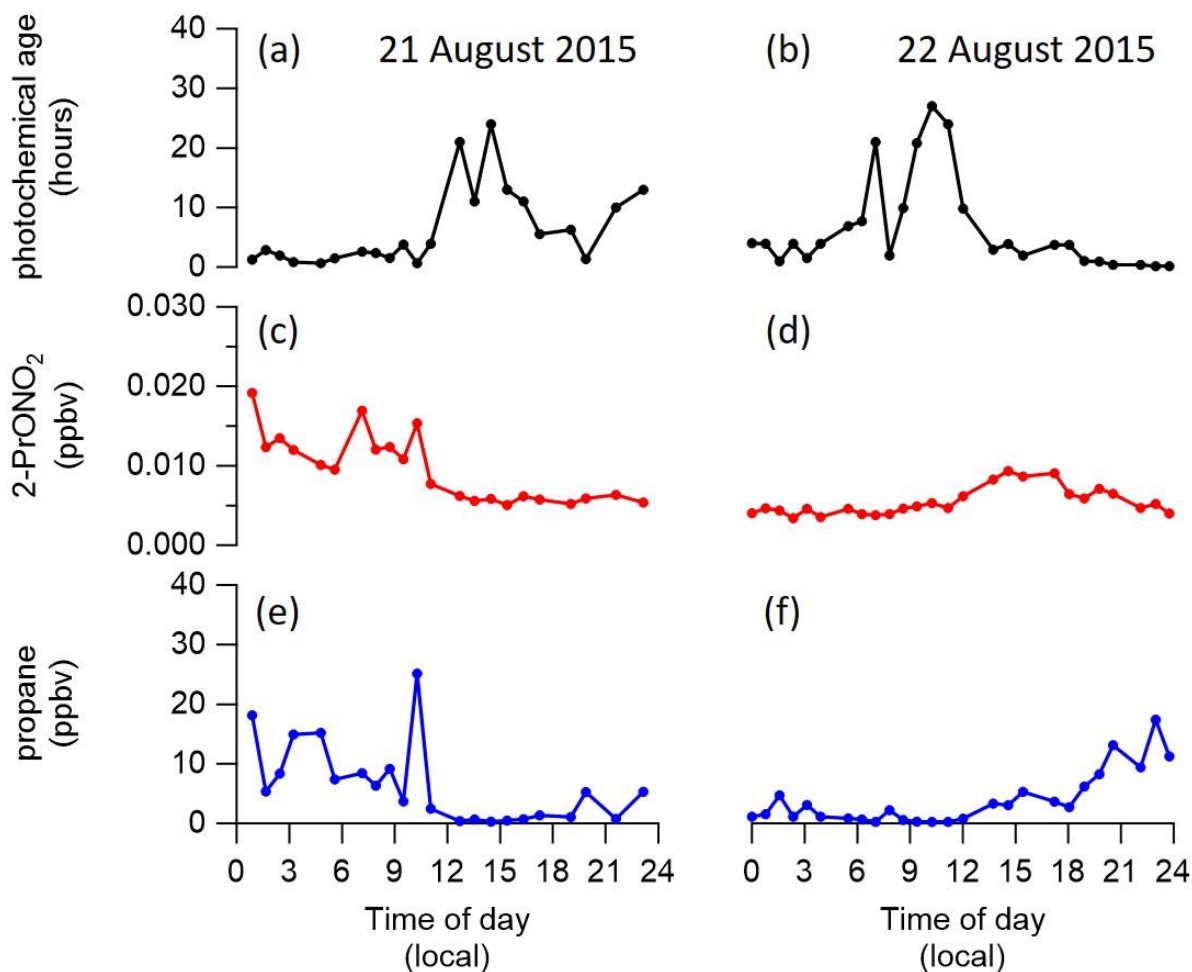 photochemical age
(hours)
40
30
20
10
0
(a)
21 August 2015
(b)
22 August 2015
2-PrONO₂
(ppbv)
0.030
0.020
0.010
0.000
(c)
(d)
propane
(ppbv)
40
30
20
10
0
(e)
(f)
0 3 6 9 12 15 18 21 24
0 3 6 9 12 15 18 21 24
Time of day
(local)
Time of day
(local)